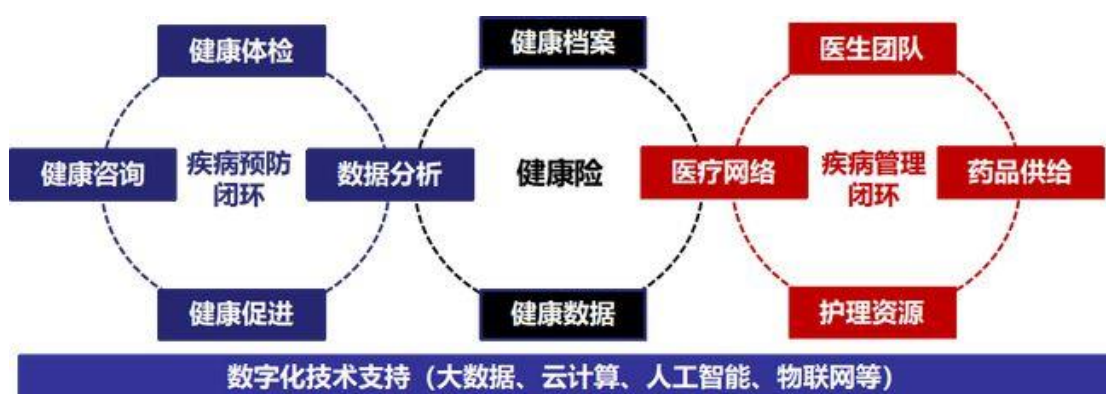 健康体检
健康档案
医生团队
健康咨询
疾病预防
闭环
数据分析
健康险
医疗网络
疾病管理
闭环
药品供给
健康促进
健康数据
护理资源
数字化技术支持（大数据、云计算、人工智能、物联网等）